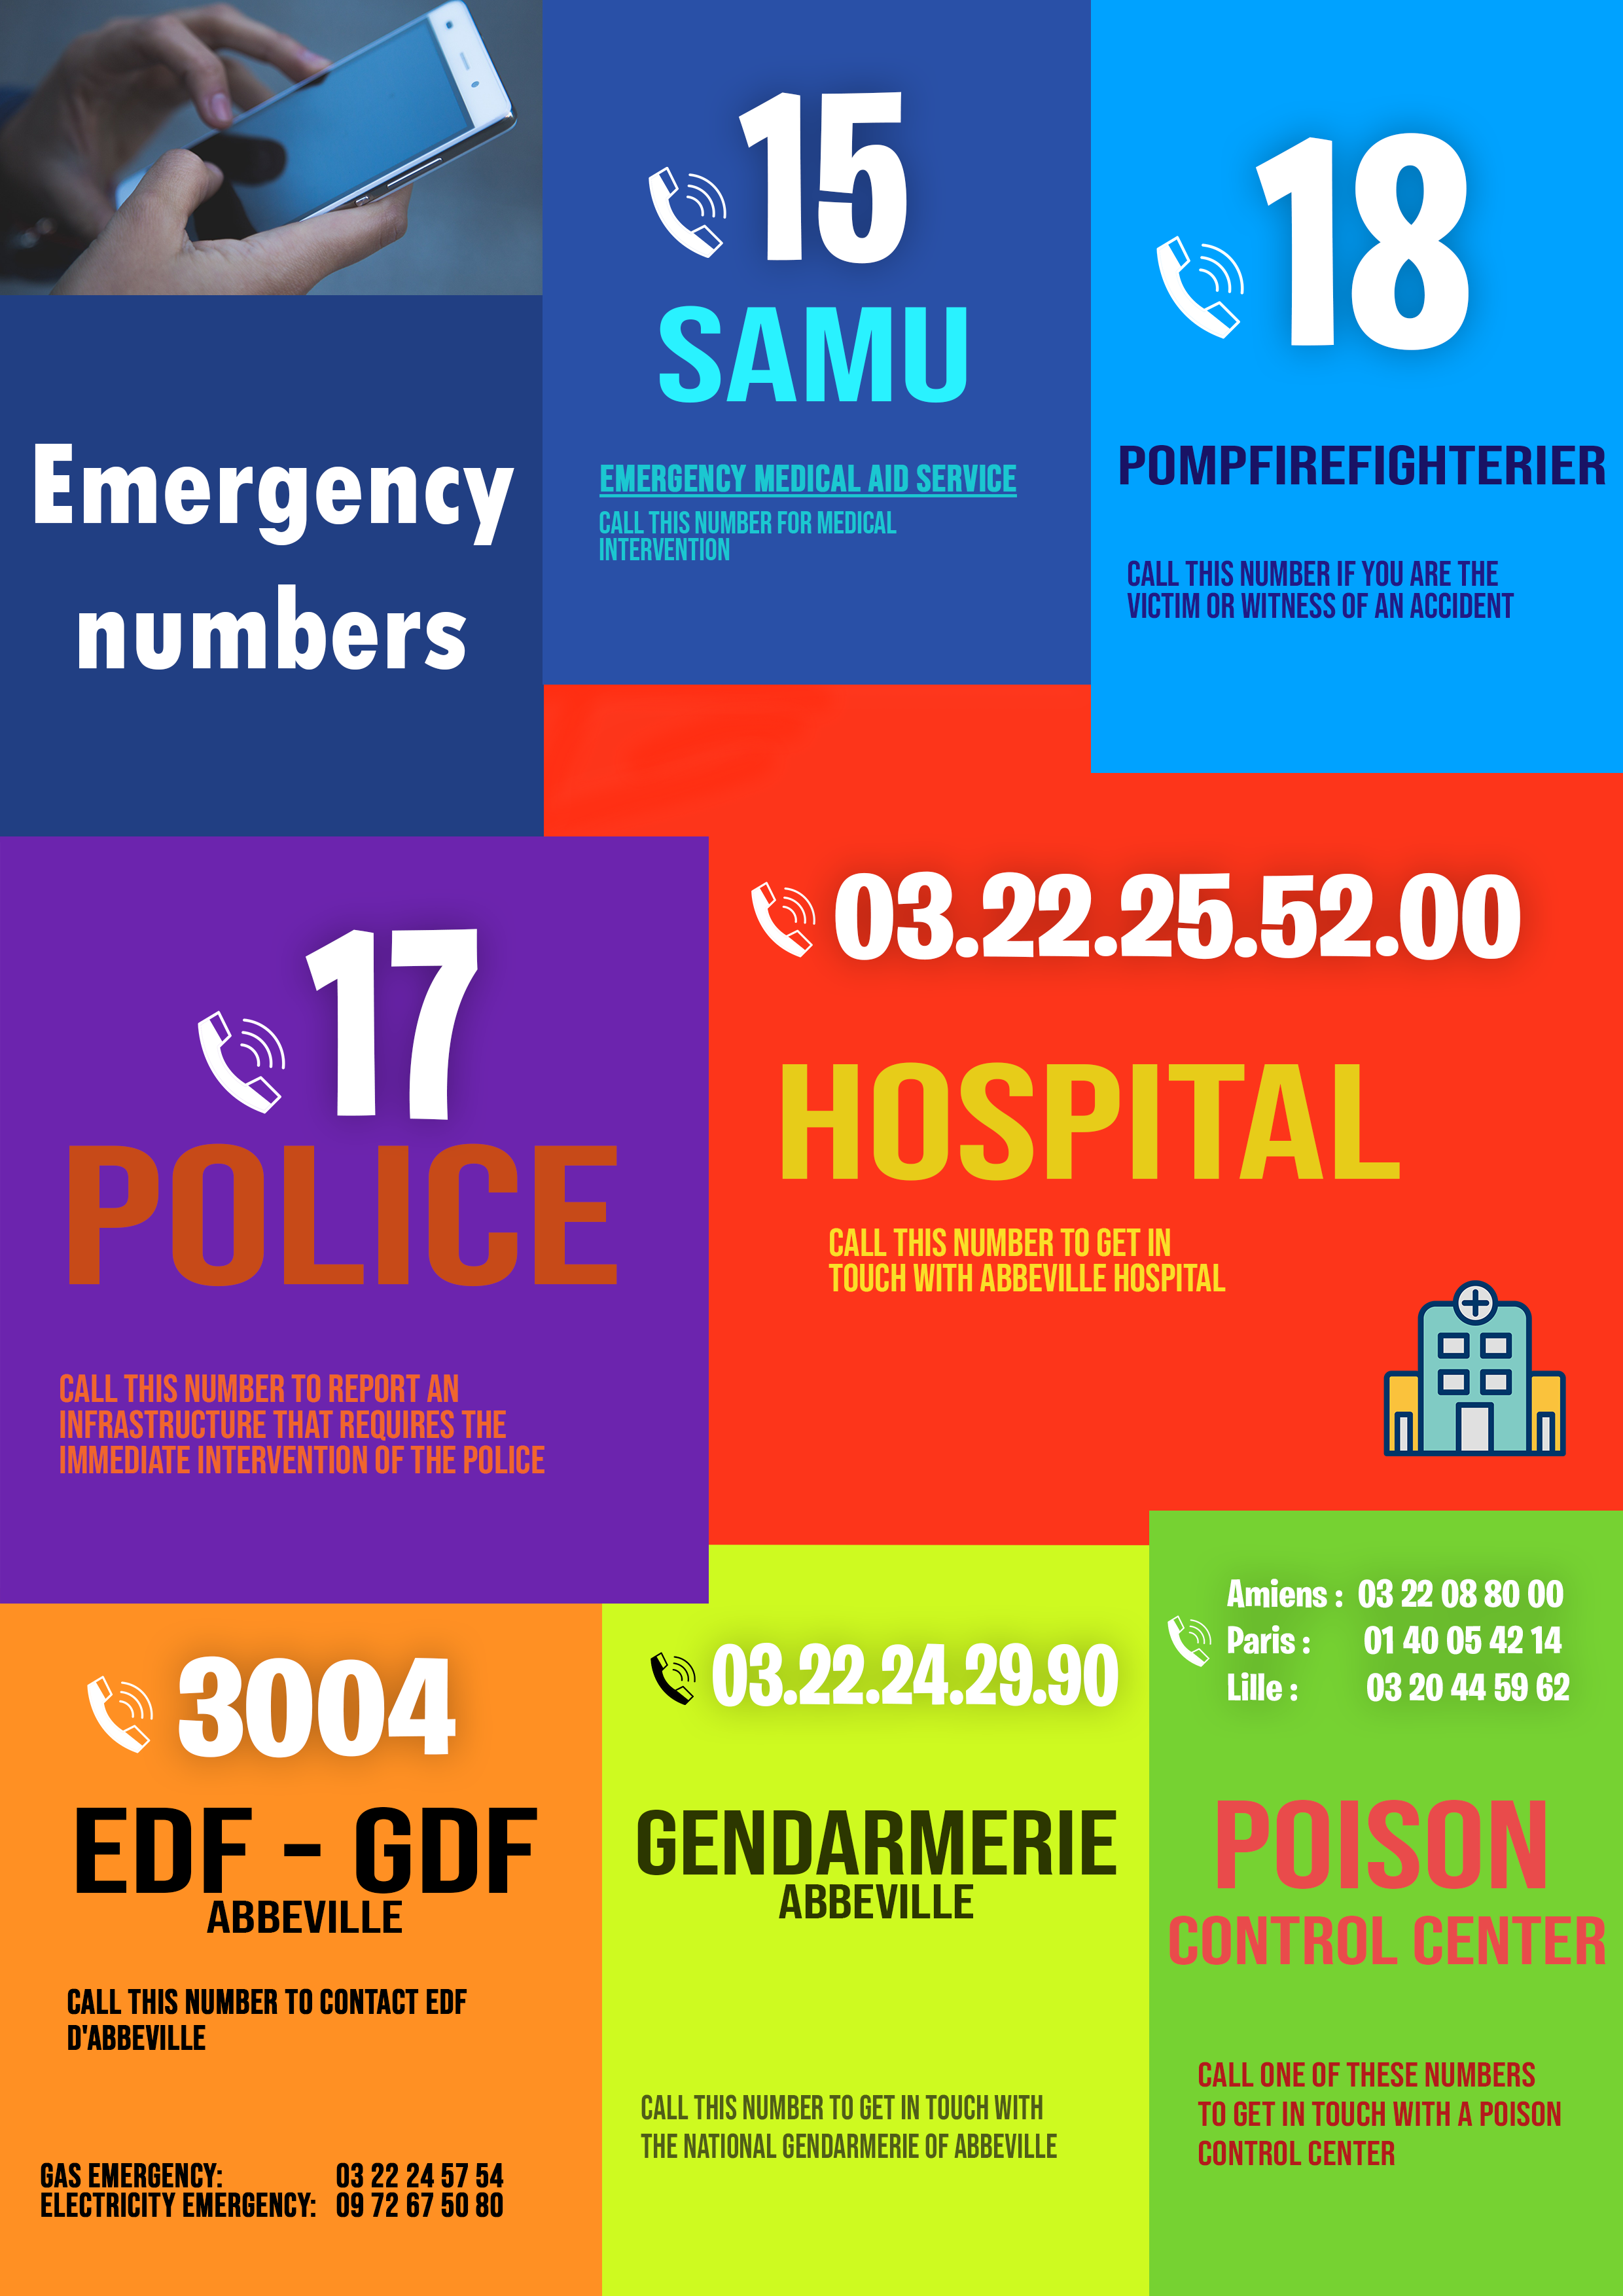 Emergency
numbers
15
SAMU
EMERGENCY MEDICAL AID SERVICE
CALL THIS NUMBER FOR MEDICAL
INTERVENTION
18
POMPFIREFIGHTERIER
CALL THIS NUMBER IF YOU ARE THE
VICTIM OR WITNESS OF AN ACCIDENT
17
POLICE
CALL THIS NUMBER TO REPORT AN
INFRASTRUCTURE THAT REQUIRES THE
IMMEDIATE INTERVENTION OF THE POLICE
03.22.25.52.00
HOSPITAL
CALL THIS NUMBER TO GET IN
TOUCH WITH ABBEVILLE HOSPITAL
3004
EDF - GDF
ABBEVILLE
CALL THIS NUMBER TO CONTACT EDF
D'ABBEVILLE
GAS EMERGENCY: 03 22 24 57 54
ELECTRICITY EMERGENCY: 09 72 67 50 80
03.22.24.29.90
GENDARMERIE
ABBEVILLE
CALL THIS NUMBER TO GET IN TOUCH WITH
THE NATIONAL GENDARMERIE OF ABBEVILLE
Amiens : 03 22 08 80 00
Paris : 01 40 05 42 14
Lille : 03 20 44 59 62
POISON
CONTROL CENTER
CALL ONE OF THESE NUMBERS
TO GET IN TOUCH WITH A POISON
CONTROL CENTER